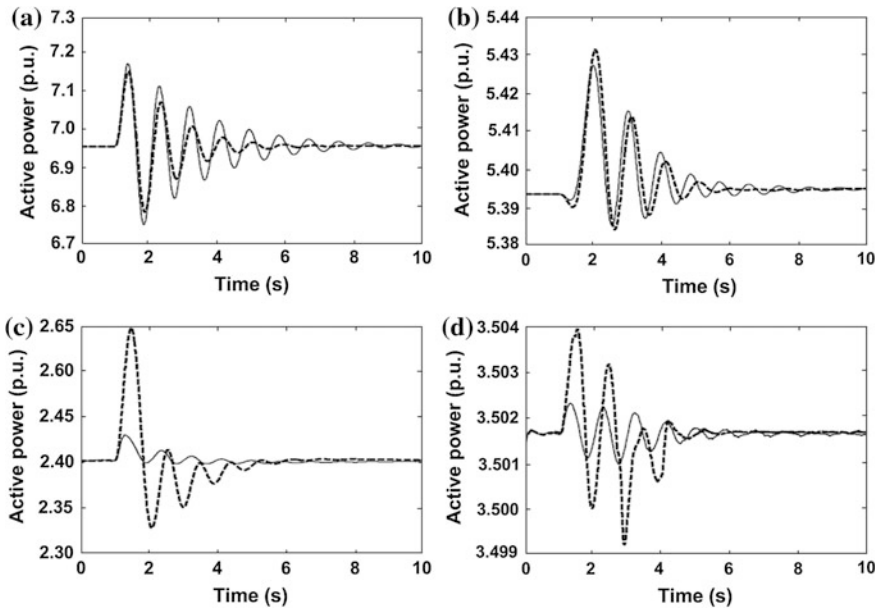 (a)
Active power (p.u.)
7.3
7.2
7.1
7.0
6.9
6.8
6.7
0 2 4 6 8 10
Time (s)
(b)
Active power (p.u.)
5.44
5.43
5.42
5.41
5.40
5.39
5.38
0 2 4 6 8 10
Time (s)
(c)
Active power (p.u.)
2.65
2.60
2.45
2.40
2.35
2.30
0 2 4 6 8 10
Time (s)
(d)
Active power (p.u.)
3.504
3.503
3.502
3.501
3.500
3.499
0 2 4 6 8 10
Time (s)